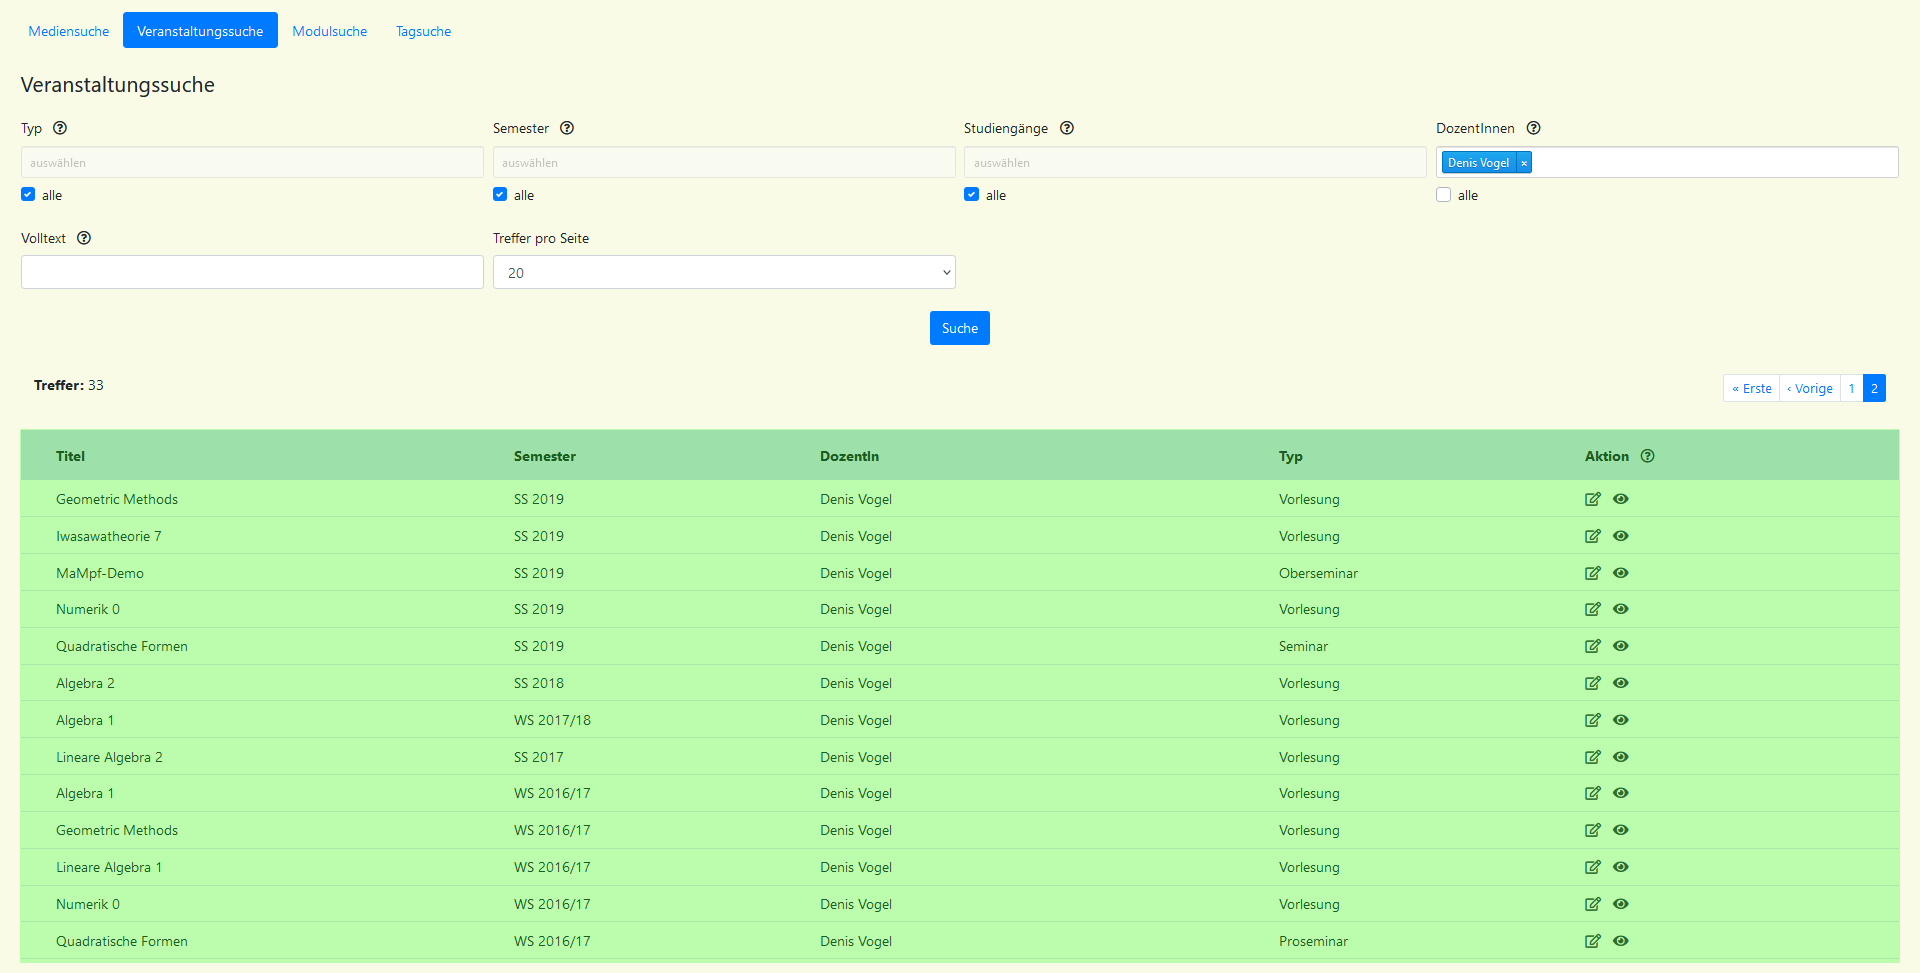 Mediensuche Veranstaltungssuche Modulsuche Tagsuche
Veranstaltungssuche
Typ Semester Studiengänge DozentInnen
auswählen auswählen auswählen Denis Vogel ×
alle alle alle alle
Volltext Treffer pro Seite
20
Suche
Treffer: 33 « Erste ‹ Vorige 1 2
Titel Semester DozentIn Typ Aktion
Geometric Methods SS 2019 Denis Vogel Vorlesung
Iwasawatheorie 7 SS 2019 Denis Vogel Vorlesung
MaMpf-Demo SS 2019 Denis Vogel Oberseminar
Numerik 0 SS 2019 Denis Vogel Vorlesung
Quadratische Formen SS 2019 Denis Vogel Seminar
Algebra 2 SS 2018 Denis Vogel Vorlesung
Algebra 1 WS 2017/18 Denis Vogel Vorlesung
Lineare Algebra 2 SS 2017 Denis Vogel Vorlesung
Algebra 1 WS 2016/17 Denis Vogel Vorlesung
Geometric Methods WS 2016/17 Denis Vogel Vorlesung
Lineare Algebra 1 WS 2016/17 Denis Vogel Vorlesung
Numerik 0 WS 2016/17 Denis Vogel Vorlesung
Quadratische Formen WS 2016/17 Denis Vogel Proseminar